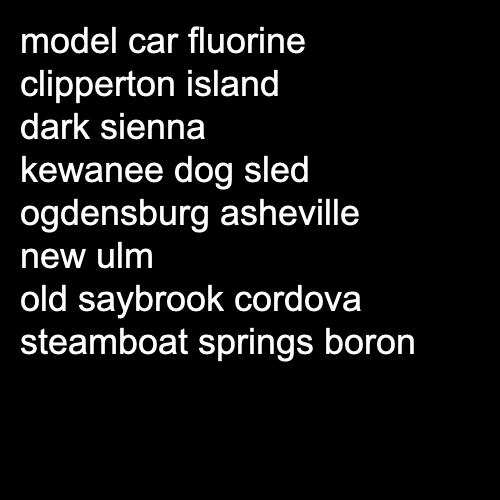 model car fluorine
clipperton island
dark sienna
kewanee dog sled
ogdensburg asheville
new ulm
old saybrook cordova
steamboat springs boron